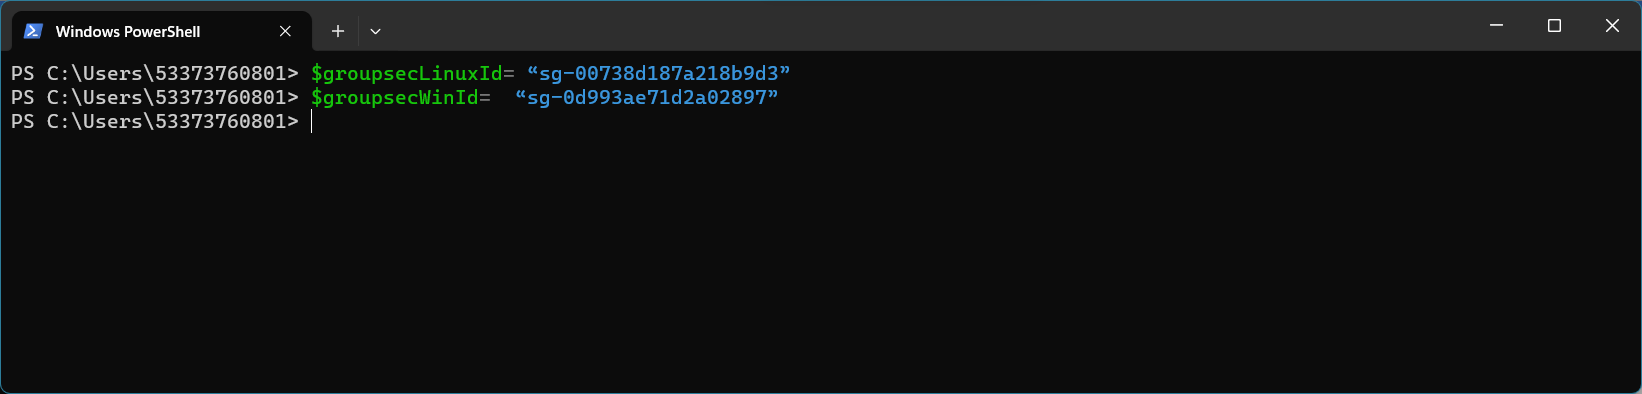 Windows PowerShell
PS C:\Users\53373760801> $groupsecLinuxId= “sg-00738d187a218b9d3”
PS C:\Users\53373760801> $groupsecWinId=  “sg-0d993ae71d2a02897”
PS C:\Users\53373760801>